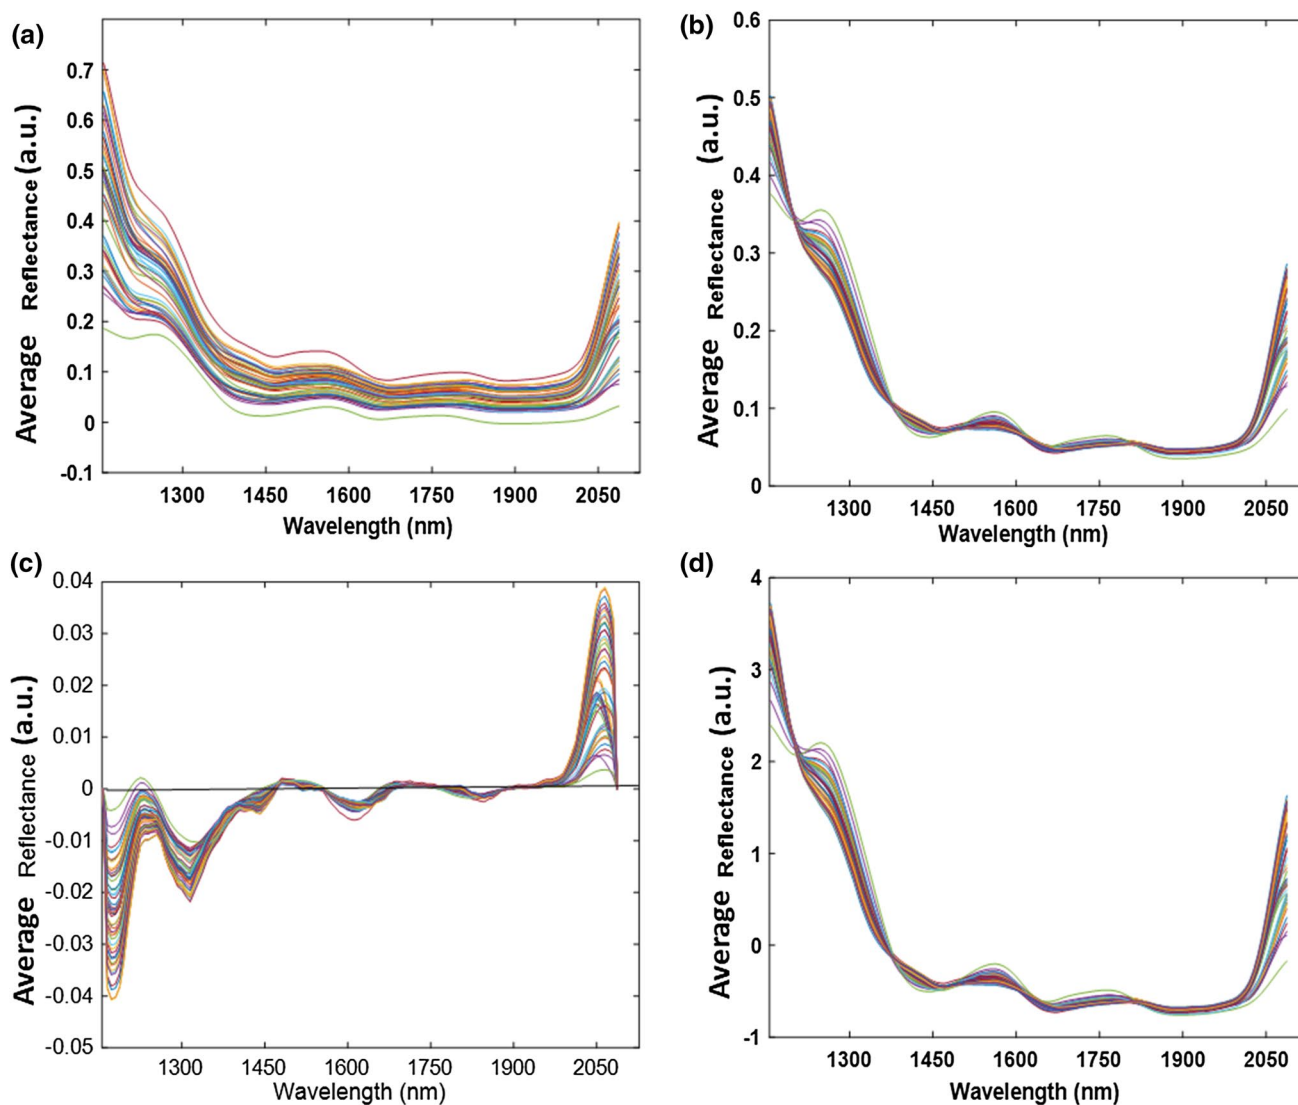 (a)
0.7
0.6
0.5
0.4
0.3
0.2
0.1
0
-0.1
Average Reflectance (a.u.)
1300 1450 1600 1750 1900 2050
Wavelength (nm)
(b)
0.6
0.5
0.4
0.3
0.2
0.1
0
Average Reflectance (a.u.)
1300 1450 1600 1750 1900 2050
Wavelength (nm)
(c)
0.04
0.03
0.02
0.01
0
-0.01
-0.02
-0.03
-0.04
-0.05
Average Reflectance (a.u.)
1300 1450 1600 1750 1900 2050
Wavelength (nm)
(d)
4
3
2
1
0
-1
Average Reflectance (a.u.)
1300 1450 1600 1750 1900 2050
Wavelength (nm)